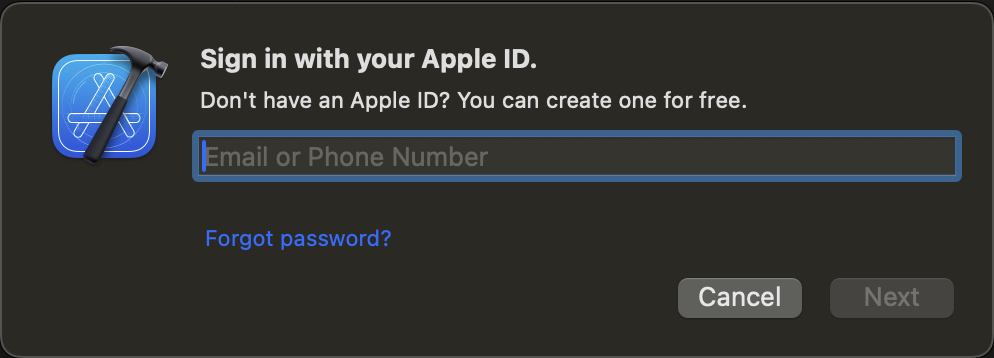 Sign in with your Apple ID.
Don't have an Apple ID? You can create one for free.
Email or Phone Number
Forgot password?
Cancel
Next